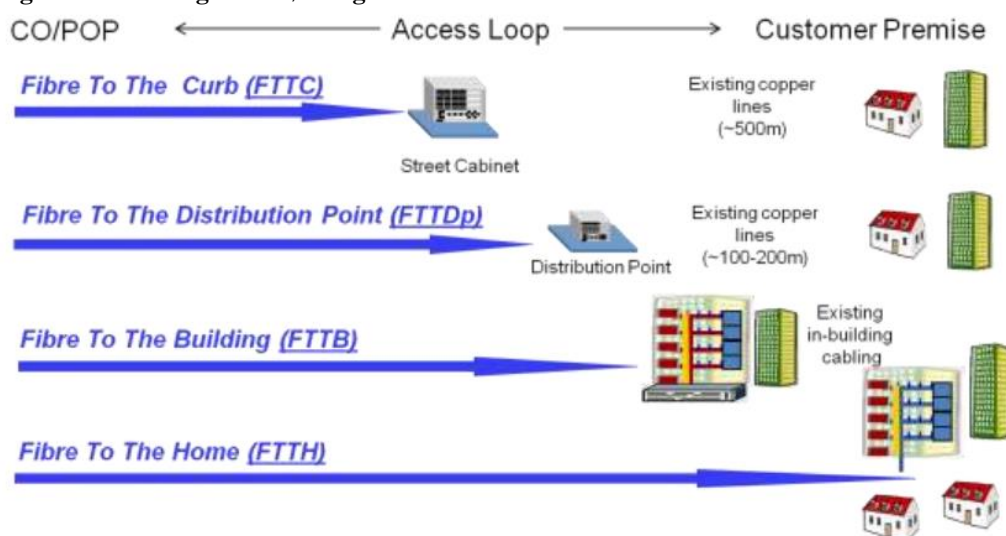 CO/POP Access Loop Customer Premise
Fibre To The Curb (FTTC)
Existing copper
lines
(~500m)
Street Cabinet
Fibre To The Distribution Point (FTTDp)
Existing copper
lines
(~100-200m)
Distribution Point
Fibre To The Building (FTTB)
Existing
in-building
cabling
Fibre To The Home (FTTH)